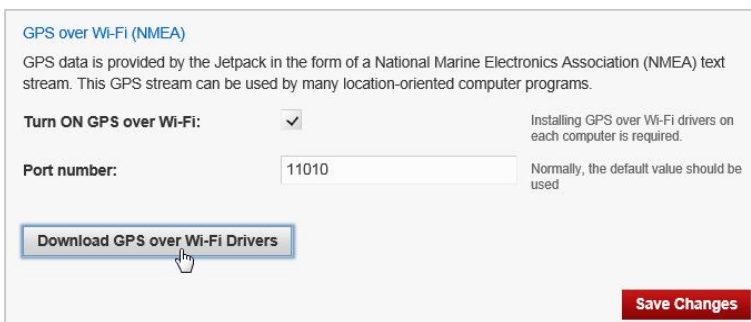 GPS over Wi-Fi (NMEA)
GPS data is provided by the Jetpack in the form of a National Marine Electronics Association (NMEA) text
stream. This GPS stream can be used by many location-oriented computer programs.
Turn ON GPS over Wi-Fi:
Installing GPS over Wi-Fi drivers on
each computer is required.
Port number:
11010
Normally, the default value should be
used
Download GPS over Wi-Fi Drivers
Save Changes